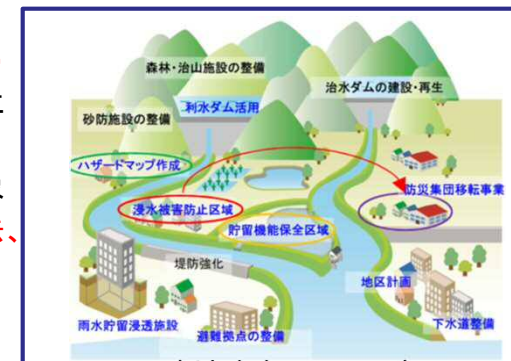 森林・治山施設の整備
治水ダムの建設・再生
利水ダム活用
砂防施設の整備
ハザードマップ作成
防災集団移転事業
浸水被害防止区域
貯留機能保全区域
堤防強化
地区計画
雨水貯留浸透施設
避難拠点の整備
下水道整備